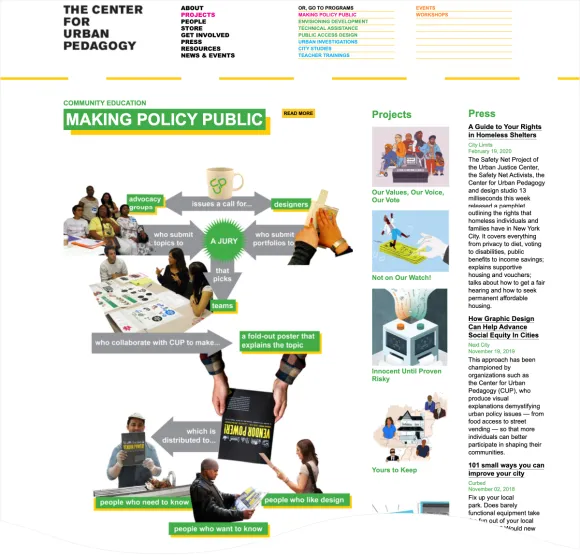 THE CENTER
FOR
URBAN
PEDAGOGY
ABOUT
PROJECTS
PEOPLE
STORE
GET INVOLVED
PRESS
RESOURCES
NEWS & EVENTS
OR, GO TO PROGRAMS
MAKING POLICY PUBLIC
ENVISIONING DEVELOPMENT
TECHNICAL ASSISTANCE
PUBLIC ACCESS DESIGN
URBAN INVESTIGATIONS
CITY STUDIES
TEACHER TRAININGS
EVENTS
WORKSHOPS
COMMUNITY EDUCATION
MAKING POLICY PUBLIC
READ MORE
CUP
issues a call for...
advocacy
groups
designers
who submit
topics to
A JURY
who submit
portfolios to
that
picks
teams
who collaborate with CUP to make...
a fold-out poster that
explains the topic
VENDOR POWER!
which is
distributed to...
people who need to know
people who like design
people who want to know
Projects
Our Values, Our Voice,
Our Vote
Not on Our Watch!
Innocent Until Proven
Risky
Yours to Keep
Press
A Guide to Your Rights
in Homeless Shelters
City Limits
February 19, 2020
The Safety Net Project of
the Urban Justice Center,
the Safety Net Activists, the
Center for Urban Pedagogy
and design studio 13
milliseconds this week
released a pamphlet
outlining the rights that
homeless individuals and
families have in New York
City. It covers everything
from privacy to diet, voting
to disabilities, public
benefits to income savings;
explains supportive
housing and vouchers;
talks about how to get a fair
hearing and how to seek
permanent affordable
housing.
How Graphic Design
Can Help Advance
Social Equity In Cities
Next City
November 19, 2019
This approach has been
championed by
organizations such as
the Center for Urban
Pedagogy (CUP), who
produce visual
explanations demystifying
urban policy issues — from
food access to street
vending — so that more
individuals can better
participate in shaping their
communities.
101 small ways you can
improve your city
Curbed
November 02, 2018
Fix up your local
park. Does barely
functional equipment take
fun out of your local
Would new